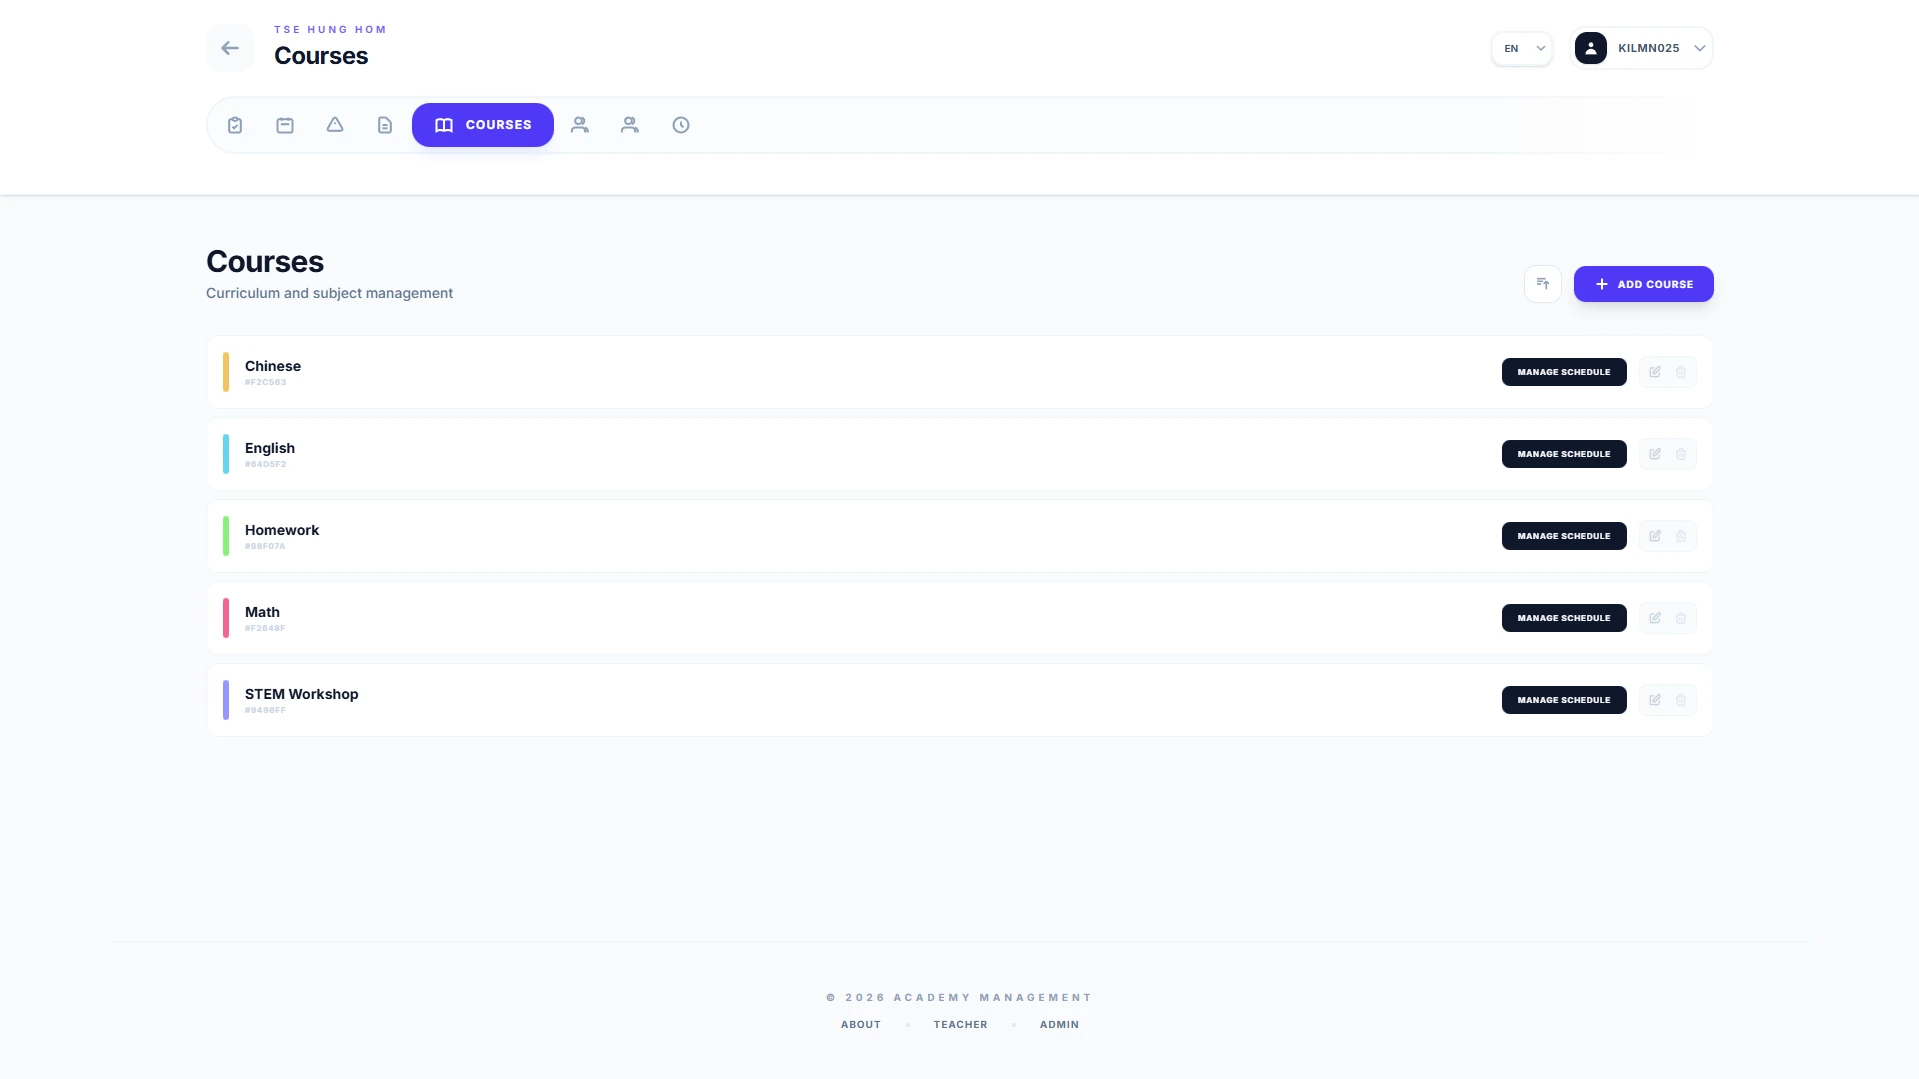 TSE HUNG HOM
Courses
EN
KILMN025
COURSES
Courses
Curriculum and subject management
ADD COURSE
Chinese
#F2C563
MANAGE SCHEDULE
English
#64D5F2
MANAGE SCHEDULE
Homework
#88F07A
MANAGE SCHEDULE
Math
MANAGE SCHEDULE
STEM Workshop
MANAGE SCHEDULE
© 2026 ACADEMY MANAGEMENT
ABOUT
TEACHER
ADMIN